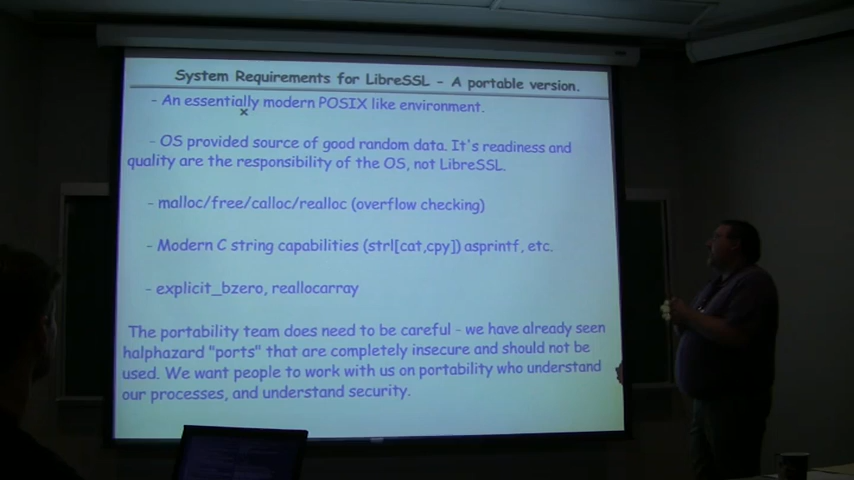 System Requirements for LibreSSL - A portable version.
- An essentially modern POSIX like environment.
x
- OS provided source of good random data. It's readiness and
quality are the responsibility of the OS, not LibreSSL.
- malloc/free/calloc/realloc (overflow checking)
- Modern C string capabilities (strl[cat,cpy]) asprintf, etc.
- explicit_bzero, reallocarray
The portability team does need to be careful - we have already seen
halphazard "ports" that are completely insecure and should not be
used. We want people to work with us on portability who understand
our processes, and understand security.